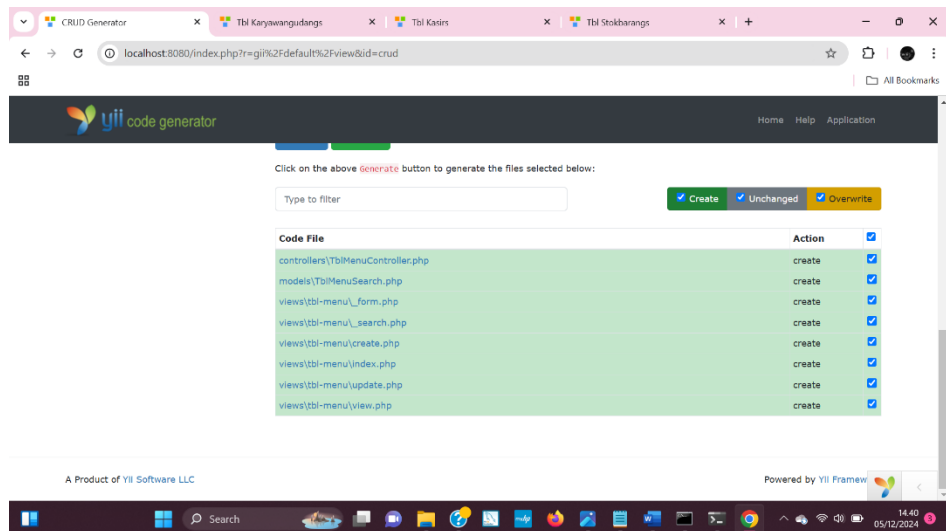 CRUD Generator
Tbl Karyawangudangs
Tbl Kasirs
Tbl Stokbarangs
localhost:8080/index.php?r=gii%2Fdefault%2Fview&id=crud
All Bookmarks
yii code generator
Home Help Application
Click on the above Generate button to generate the files selected below:
Type to filter
Create Unchanged Overwrite
Code File Action
controllers\TblMenuController.php create
models\TblMenuSearch.php create
views\tbl-menu\_form.php create
views\tbl-menu\_search.php create
views\tbl-menu\create.php create
views\tbl-menu\index.php create
views\tbl-menu\update.php create
views\tbl-menu\view.php create
A Product of Yii Software LLC Powered by Yii Framew
Search
14.40
05/12/2024
3